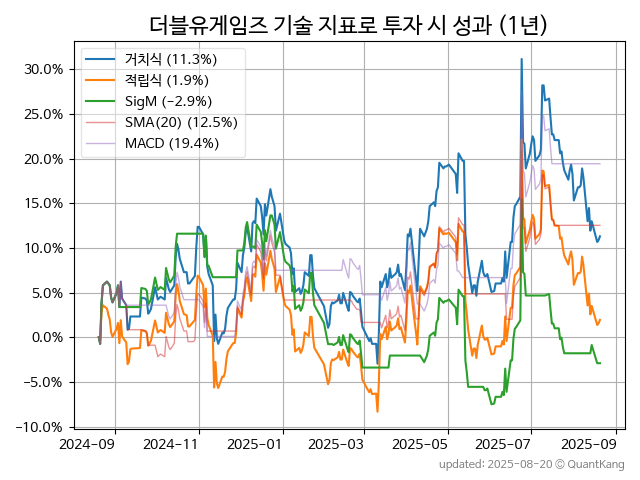 더블유게임즈 기술 지표로 투자 시 성과 (1년)
거치식 (11.3%)
적립식 (1.9%)
SigM (−2.9%)
SMA(20) (12.5%)
MACD (19.4%)
30.0%
25.0%
20.0%
15.0%
10.0%
5.0%
0.0%
−5.0%
−10.0%
2024-09 2024-11 2025-01 2025-03 2025-05 2025-07 2025-09
updated: 2025-08-20 © QuantKang